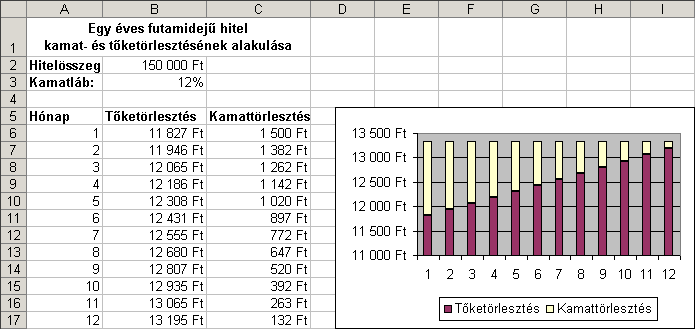 A B C D E F G H I
1 Egy éves futamidejű hitel
kamat- és tőketörlesztésének alakulása
2 Hitelösszeg 150 000 Ft
3 Kamatláb: 12%
4
5 Hónap Tőketörlesztés Kamattörlesztés
6 1 11 827 Ft 1 500 Ft
7 2 11 946 Ft 1 382 Ft
8 3 12 065 Ft 1 262 Ft
9 4 12 186 Ft 1 142 Ft
10 5 12 308 Ft 1 020 Ft
11 6 12 431 Ft 897 Ft
12 7 12 555 Ft 772 Ft
13 8 12 680 Ft 647 Ft
14 9 12 807 Ft 520 Ft
15 10 12 935 Ft 392 Ft
16 11 13 065 Ft 263 Ft
17 12 13 195 Ft 132 Ft
13 500 Ft
13 000 Ft
12 500 Ft
12 000 Ft
11 500 Ft
11 000 Ft
1 2 3 4 5 6 7 8 9 10 11 12
Tőketörlesztés Kamattörlesztés